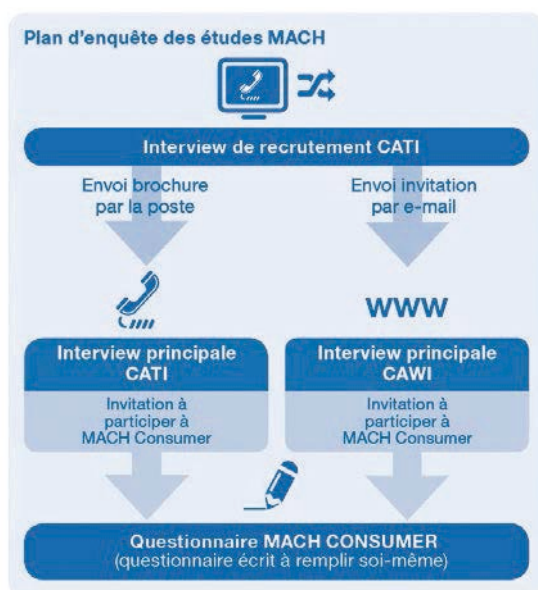 Plan d'enquête des études MACH
Interview de recrutement CATI
Envoi brochure
par la poste
Envoi invitation
par e-mail
www
Interview principale
CATI
Invitation à
participer à
MACH Consumer
Interview principale
CAWI
Invitation à
participer à
MACH Consumer
Questionnaire MACH CONSUMER
(questionnaire écrit à remplir soi-même)